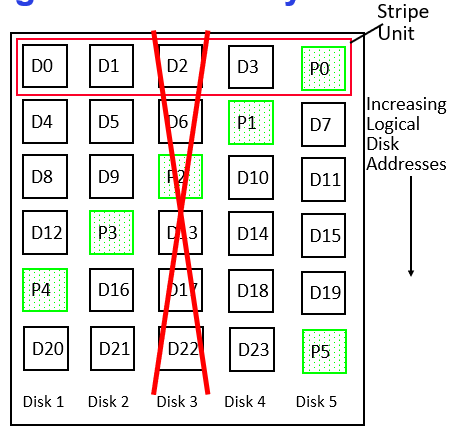 Stripe
Unit
D0 D1 D2 D3 P0
D4 D5 D6 P1 D7
D8 D9 P2 D10 D11
D12 P3 D13 D14 D15
P4 D16 D17 D18 D19
D20 D21 D22 D23 P5
Increasing
Logical
Disk
Addresses
Disk 1 Disk 2 Disk 3 Disk 4 Disk 5